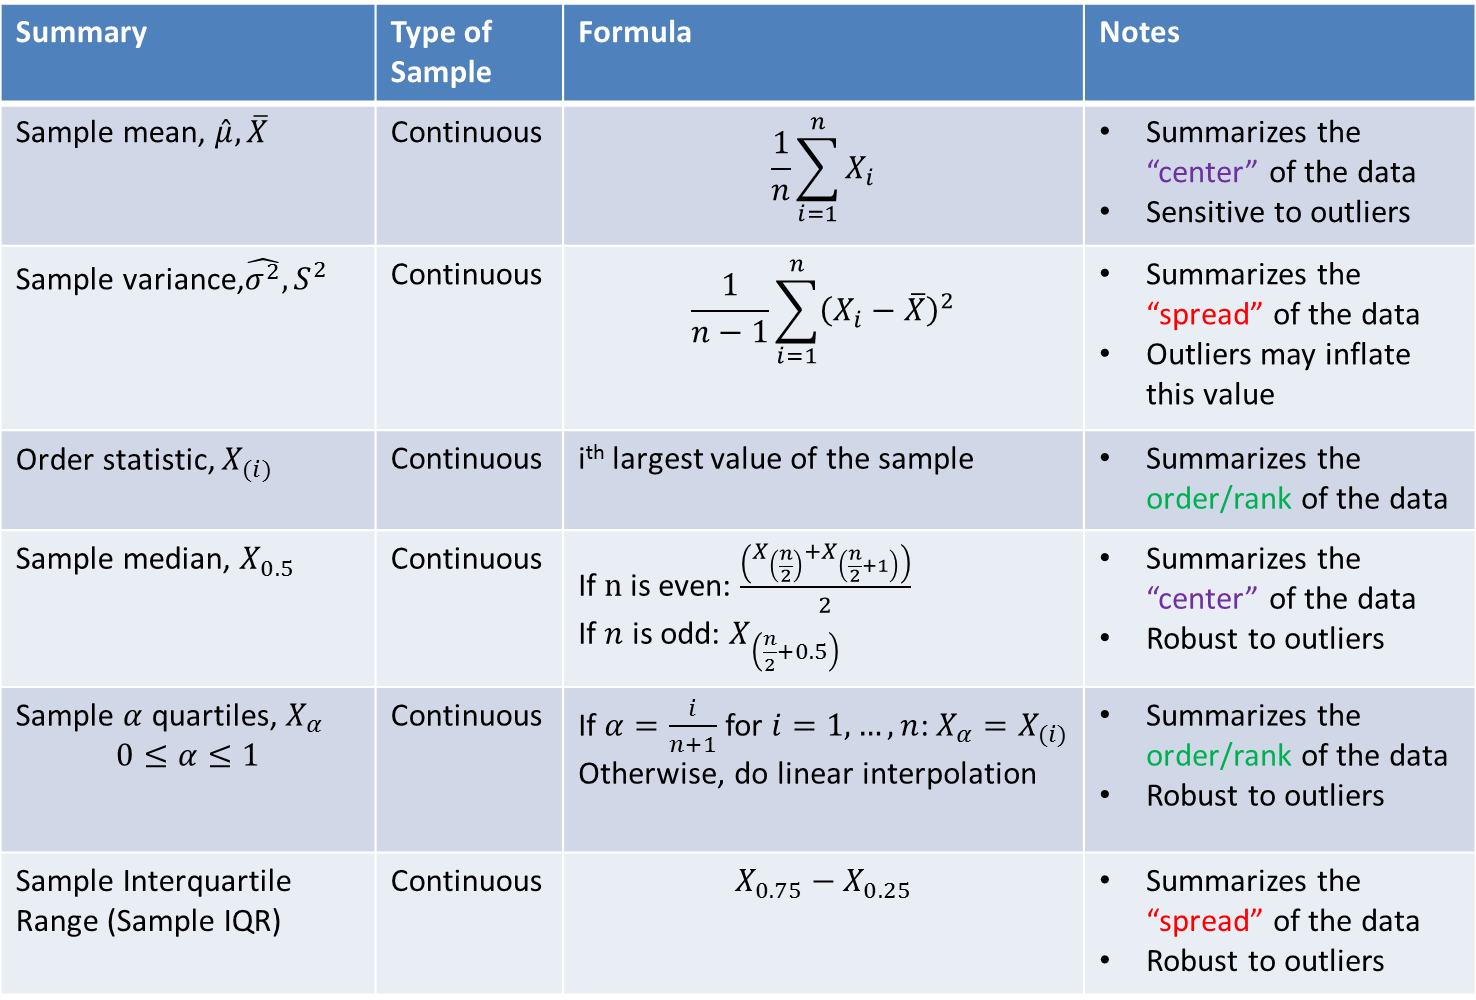 Summary
Type of
Sample
Formula
Notes
Sample mean, μ̂, X̄
Continuous
1/n ∑_{i=1}^{n} X_i
• Summarizes the
“center” of the data
• Sensitive to outliers
Sample variance, \widehat{σ²}, S²
Continuous
1/(n − 1) ∑_{i=1}^{n} (X_i − X̄)²
• Summarizes the
“spread” of the data
• Outliers may inflate
this value
Order statistic, X_(i)
Continuous
iᵗʰ largest value of the sample
• Summarizes the
order/rank of the data
Sample median, X_0.5
Continuous
If n is even: (X_(n/2) + X_(n/2+1)) / 2
If n is odd: X_(n/2+0.5)
• Summarizes the
“center” of the data
• Robust to outliers
Sample α quartiles, X_α
0 ≤ α ≤ 1
Continuous
If α = i/(n+1) for i = 1, …, n: X_α = X_(i)
Otherwise, do linear interpolation
• Summarizes the
order/rank of the data
• Robust to outliers
Sample Interquartile
Range (Sample IQR)
Continuous
X_0.75 − X_0.25
• Summarizes the
“spread” of the data
• Robust to outliers